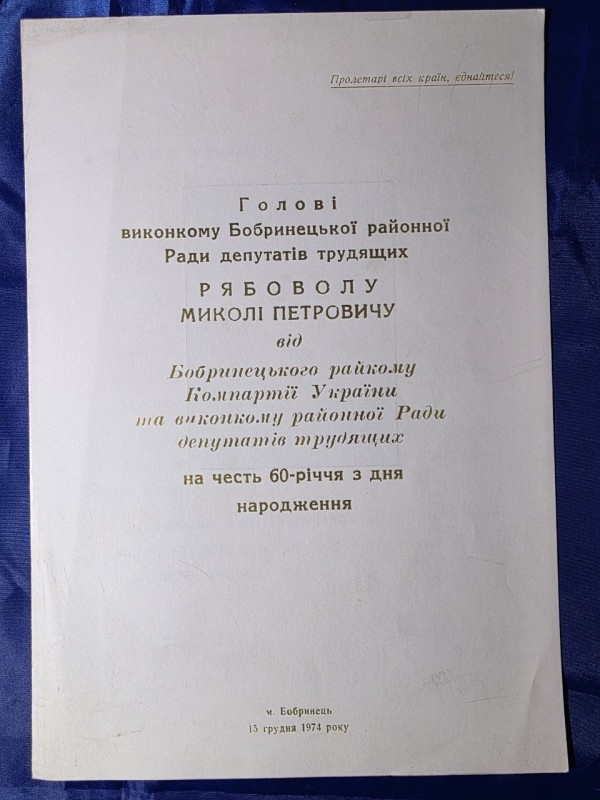 Пролетарі всіх країн, єднайтеся!
Голові
виконкому Бобринецької районної
Ради депутатів трудящих
РЯБОВОЛУ
МИКОЛІ ПЕТРОВИЧУ
від
Бобринецького райкому
Компартії України
та виконкому районної Ради
депутатів трудящих
на честь 60-річчя з дня
народження
м. Бобринець
15 грудня 1974 року